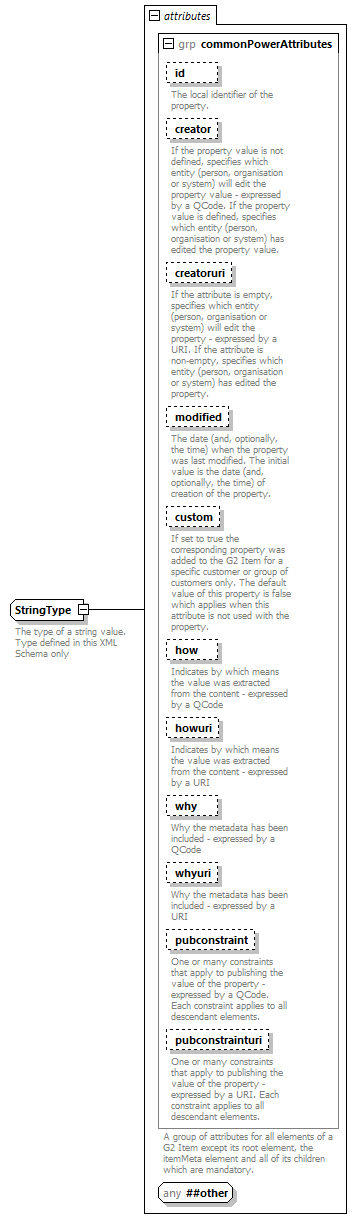 attributes
grp commonPowerAttributes
id
The local identifier of the
property.
creator
If the property value is not
defined, specifies which
entity (person, organisation
or system) will edit the
property value - expressed
by a QCode. If the property
value is defined, specifies
which entity (person,
organisation or system) has
edited the property value.
creatoruri
If the attribute is empty,
specifies which entity
(person, organisation or
system) will edit the
property - expressed by a
URI. If the attribute is
non-empty, specifies which
entity (person, organisation
or system) has edited the
property.
modified
The date (and, optionally,
the time) when the property
was last modified. The initial
value is the date (and,
optionally, the time) of
creation of the property.
custom
If set to true the
corresponding property was
added to the G2 Item for a
specific customer or group of
customers only. The default
value of this property is false
which applies when this
attribute is not used with the
property.
StringType
The type of a string value.
Type defined in this XML
Schema only
how
Indicates by which means
the value was extracted
from the content - expressed
by a QCode
howuri
Indicates by which means
the value was extracted
from the content - expressed
by a URI
why
Why the metadata has been
included - expressed by a
QCode
whyuri
Why the metadata has been
included - expressed by a
URI
pubconstraint
One or many constraints
that apply to publishing the
value of the property -
expressed by a QCode.
Each constraint applies to all
descendant elements.
pubconstrainturi
One or many constraints
that apply to publishing the
value of the property -
expressed by a URI. Each
constraint applies to all
descendant elements.
A group of attributes for all elements of a
G2 Item except its root element, the
itemMeta element and all of its children
which are mandatory.
any ##other